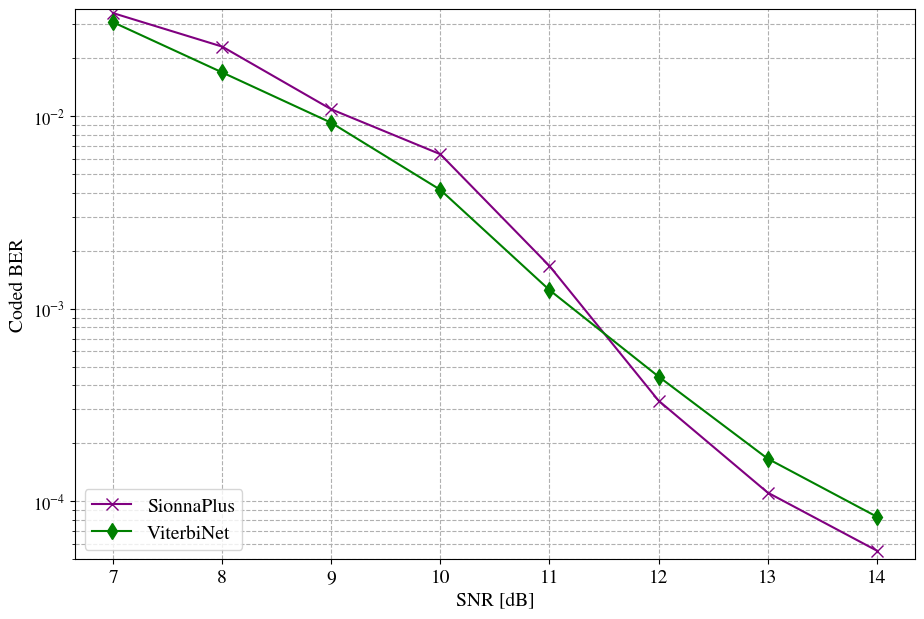 Coded BER
10⁻²
10⁻³
10⁻⁴
SionnaPlus
ViterbiNet
7 8 9 10 11 12 13 14
SNR [dB]